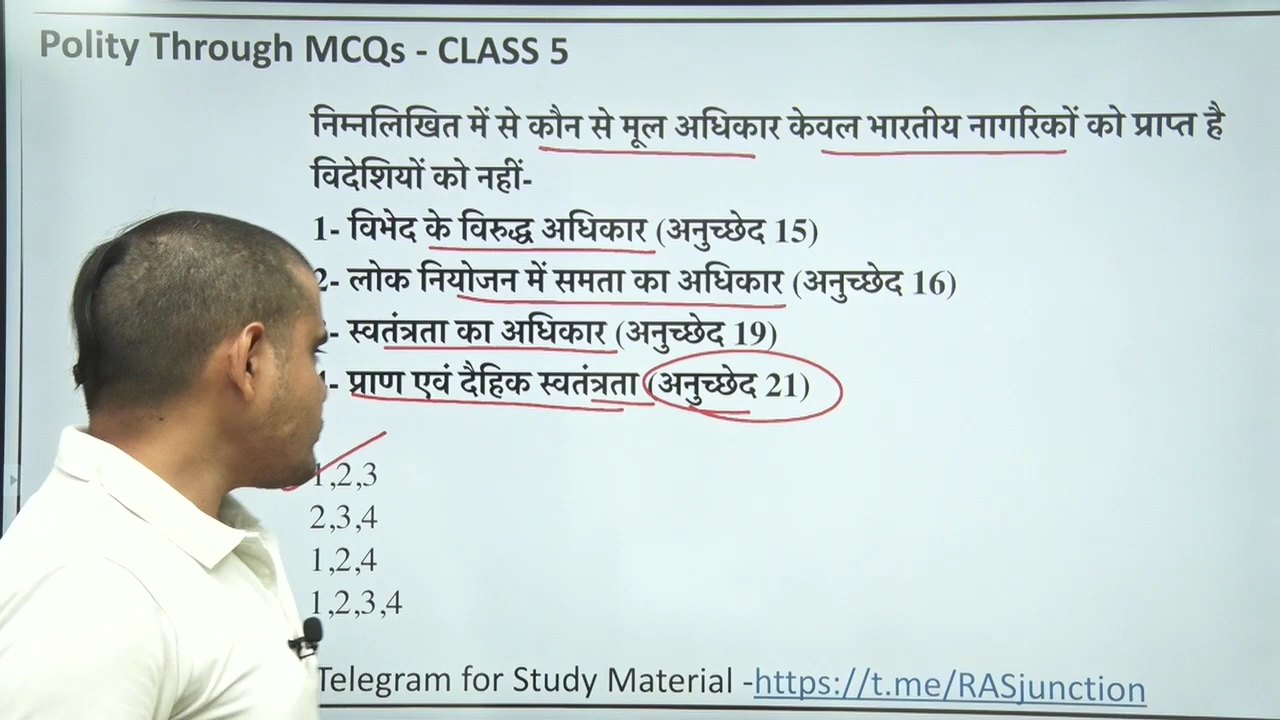 Polity Through MCQs - CLASS 5
निम्नलिखित में से कौन से मूल अधिकार केवल भारतीय नागरिकों को प्राप्त है
विदेशियों को नहीं-
1- विभेद के विरुद्ध अधिकार (अनुच्छेद 15)
2- लोक नियोजन में समता का अधिकार (अनुच्छेद 16)
- स्वतंत्रता का अधिकार (अनुच्छेद 19)
- प्राण एवं दैहिक स्वतंत्रता (अनुच्छेद 21)
1,2,3
2,3,4
1,2,4
1,2,3,4
Telegram for Study Material -https://t.me/RASjunction